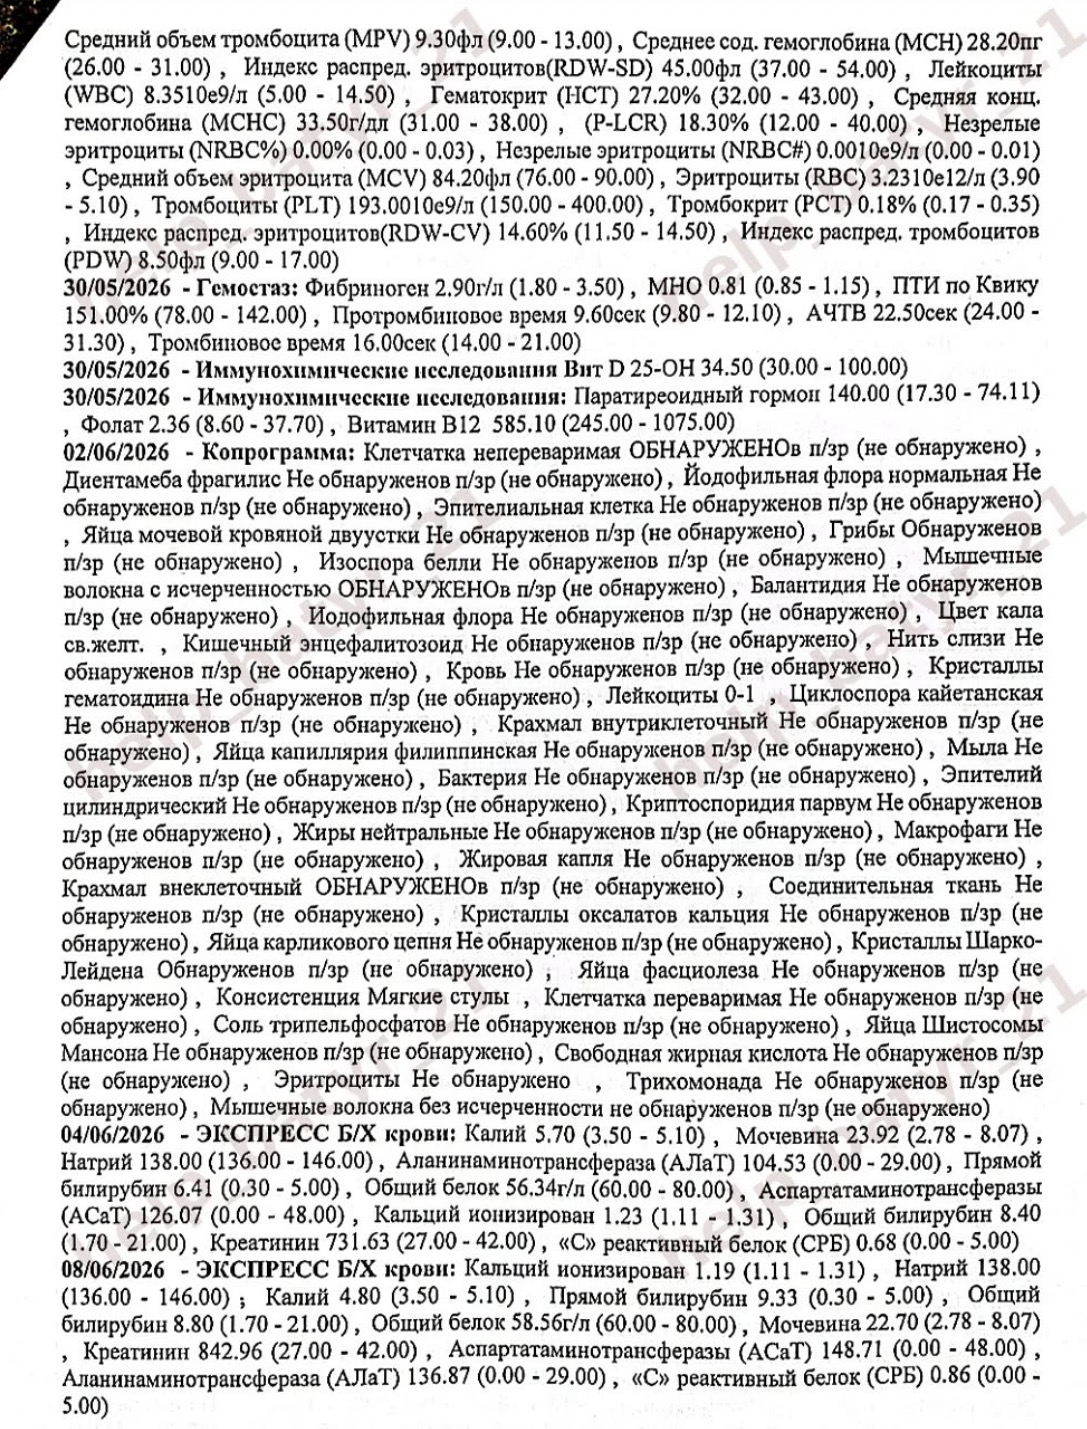 Средний объем тромбоцита (MPV) 9.30фл (9.00 - 13.00) , Среднее сод. гемоглобина (MCH) 28.20пг
(26.00 - 31.00) , Индекс распред. эритроцитов(RDW-SD) 45.00фл (37.00 - 54.00) , Лейкоциты
(WBC) 8.3510e9/л (5.00 - 14.50) , Гематокрит (HCT) 27.20% (32.00 - 43.00) , Средняя конц.
гемоглобина (MCHC) 33.50г/дл (31.00 - 38.00) , (P-LCR) 18.30% (12.00 - 40.00) , Незрелые
эритроциты (NRBC%) 0.00% (0.00 - 0.03) , Незрелые эритроциты (NRBC#) 0.0010e9/л (0.00 - 0.01)
, Средний объем эритроцита (MCV) 84.20фл (76.00 - 90.00) , Эритроциты (RBC) 3.2310e12/л (3.90
- 5.10) , Тромбоциты (PLT) 193.0010e9/л (150.00 - 400.00) , Тромбокрит (PCT) 0.18% (0.17 - 0.35)
, Индекс распред. эритроцитов(RDW-CV) 14.60% (11.50 - 14.50) , Индекс распред. тромбоцитов
(PDW) 8.50фл (9.00 - 17.00)
30/05/2026 - Гемостаз: Фибриноген 2.90г/л (1.80 - 3.50) , МНО 0.81 (0.85 - 1.15) , ПТИ по Квику
151.00% (78.00 - 142.00) , Протромбиновое время 9.60сек (9.80 - 12.10) , АЧТВ 22.50сек (24.00 -
31.30) , Тромбиновое время 16.00сек (14.00 - 21.00)
30/05/2026 - Иммунохимические исследования Вит D 25-OH 34.50 (30.00 - 100.00)
30/05/2026 - Иммунохимические исследования: Паратиреоидный гормон 140.00 (17.30 - 74.11)
, Фолат 2.36 (8.60 - 37.70) , Витамин B12 585.10 (245.00 - 1075.00)
02/06/2026 - Копрограмма: Клетчатка непереваримая ОБНАРУЖЕНОв п/зр (не обнаружено) ,
Диентамеба фрагилис Не обнаруженов п/зр (не обнаружено) , Йодофильная флора нормальная Не
обнаруженов п/зр (не обнаружено) , Эпителиальная клетка Не обнаруженов п/зр (не обнаружено)
, Яйца мочевой кровяной двуустки Не обнаруженов п/зр (не обнаружено) , Грибы Обнаруженов
п/зр (не обнаружено) , Изоспора белли Не обнаруженов п/зр (не обнаружено) , Мышечные
волокна с исчерченностью ОБНАРУЖЕНОв п/зр (не обнаружено) , Балантидия Не обнаруженов
п/зр (не обнаружено) , Иодофильная флора Не обнаруженов п/зр (не обнаружено) , Цвет кала
св.желт. , Кишечный энцефалитозоид Не обнаруженов п/зр (не обнаружено) , Нить слизи Не
обнаруженов п/зр (не обнаружено) , Кровь Не обнаруженов п/зр (не обнаружено) , Кристаллы
гематоидина Не обнаруженов п/зр (не обнаружено) , Лейкоциты 0-1 , Циклоспора кайетанская
Не обнаруженов п/зр (не обнаружено) , Крахмал внутриклеточный Не обнаруженов п/зр (не
обнаружено) , Яйца капиллярия филиппинская Не обнаруженов п/зр (не обнаружено) , Мыла Не
обнаруженов п/зр (не обнаружено) , Бактерия Не обнаруженов п/зр (не обнаружено) , Эпителий
цилиндрический Не обнаруженов п/зр (не обнаружено) , Криптоспоридия парвум Не обнаруженов
п/зр (не обнаружено) , Жиры нейтральные Не обнаруженов п/зр (не обнаружено) , Макрофаги Не
обнаруженов п/зр (не обнаружено) , Жировая капля Не обнаруженов п/зр (не обнаружено) ,
Крахмал внеклеточный ОБНАРУЖЕНОв п/зр (не обнаружено) , Соединительная ткань Не
обнаруженов п/зр (не обнаружено) , Кристаллы оксалатов кальция Не обнаруженов п/зр (не
обнаружено) , Яйца карликового цепня Не обнаруженов п/зр (не обнаружено) , Кристаллы Шарко-
Лейдена Обнаруженов п/зр (не обнаружено) , Яйца фасциолеза Не обнаруженов п/зр (не
обнаружено) , Консистенция Мягкие стулы , Клетчатка переваримая Не обнаруженов п/зр (не
обнаружено) , Соль трипельфосфатов Не обнаруженов п/зр (не обнаружено) , Яйца Шистосомы
Мансона Не обнаруженов п/зр (не обнаружено) , Свободная жирная кислота Не обнаруженов п/зр
(не обнаружено) , Эритроциты Не обнаружено , Трихомонада Не обнаруженов п/зр (не
обнаружено) , Мышечные волокна без исчерченности не обнаруженов п/зр (не обнаружено)
04/06/2026 - ЭКСПРЕСС Б/Х крови: Калий 5.70 (3.50 - 5.10) , Мочевина 23.92 (2.78 - 8.07) ,
Натрий 138.00 (136.00 - 146.00) , Аланинаминотрансфераза (АЛаТ) 104.53 (0.00 - 29.00) , Прямой
билирубин 6.41 (0.30 - 5.00) , Общий белок 56.34г/л (60.00 - 80.00) , Аспартатаминотрансферазы
(АСаТ) 126.07 (0.00 - 48.00) , Кальций ионизирован 1.23 (1.11 - 1.31) , Общий билирубин 8.40
(1.70 - 21.00) , Креатинин 731.63 (27.00 - 42.00) , «С» реактивный белок (СРБ) 0.68 (0.00 - 5.00)
08/06/2026 - ЭКСПРЕСС Б/Х крови: Кальций ионизирован 1.19 (1.11 - 1.31) , Натрий 138.00
(136.00 - 146.00) ; Калий 4.80 (3.50 - 5.10) , Прямой билирубин 9.33 (0.30 - 5.00) , Общий
билирубин 8.80 (1.70 - 21.00) , Общий белок 58.56г/л (60.00 - 80.00) , Мочевина 22.70 (2.78 - 8.07)
, Креатинин 842.96 (27.00 - 42.00) , Аспартатаминотрансферазы (АСаТ) 148.71 (0.00 - 48.00) ,
Аланинаминотрансфераза (АЛаТ) 136.87 (0.00 - 29.00) , «С» реактивный белок (СРБ) 0.86 (0.00 -
5.00)
help_batyr_21
help_batyr_21
help_batyr_21
help_batyr_21
help_batyr_21
help_batyr_21